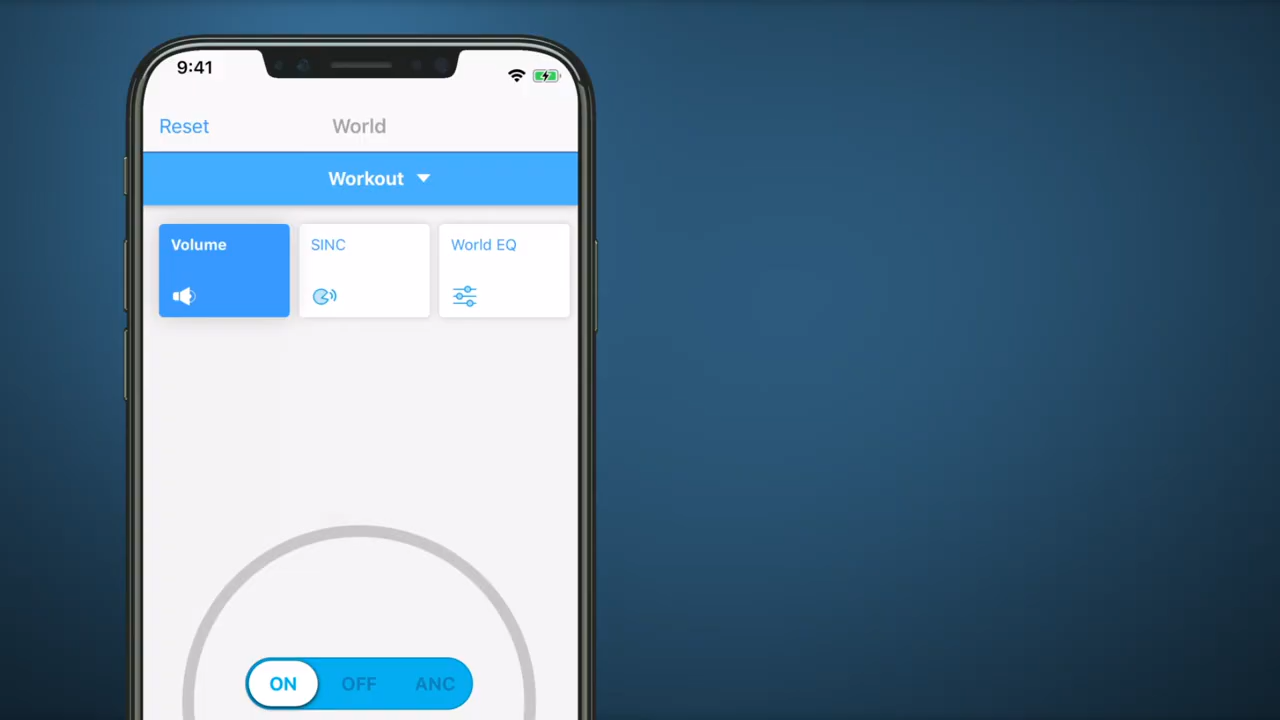 9:41
Reset World
Workout
Volume SINC World EQ
ON OFF ANC